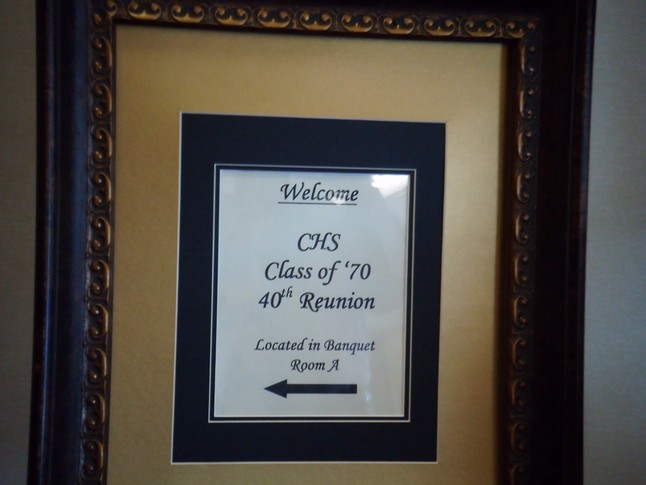 Welcome
CHS
Class of ‘70
40th Reunion
Located in Banquet
Room A